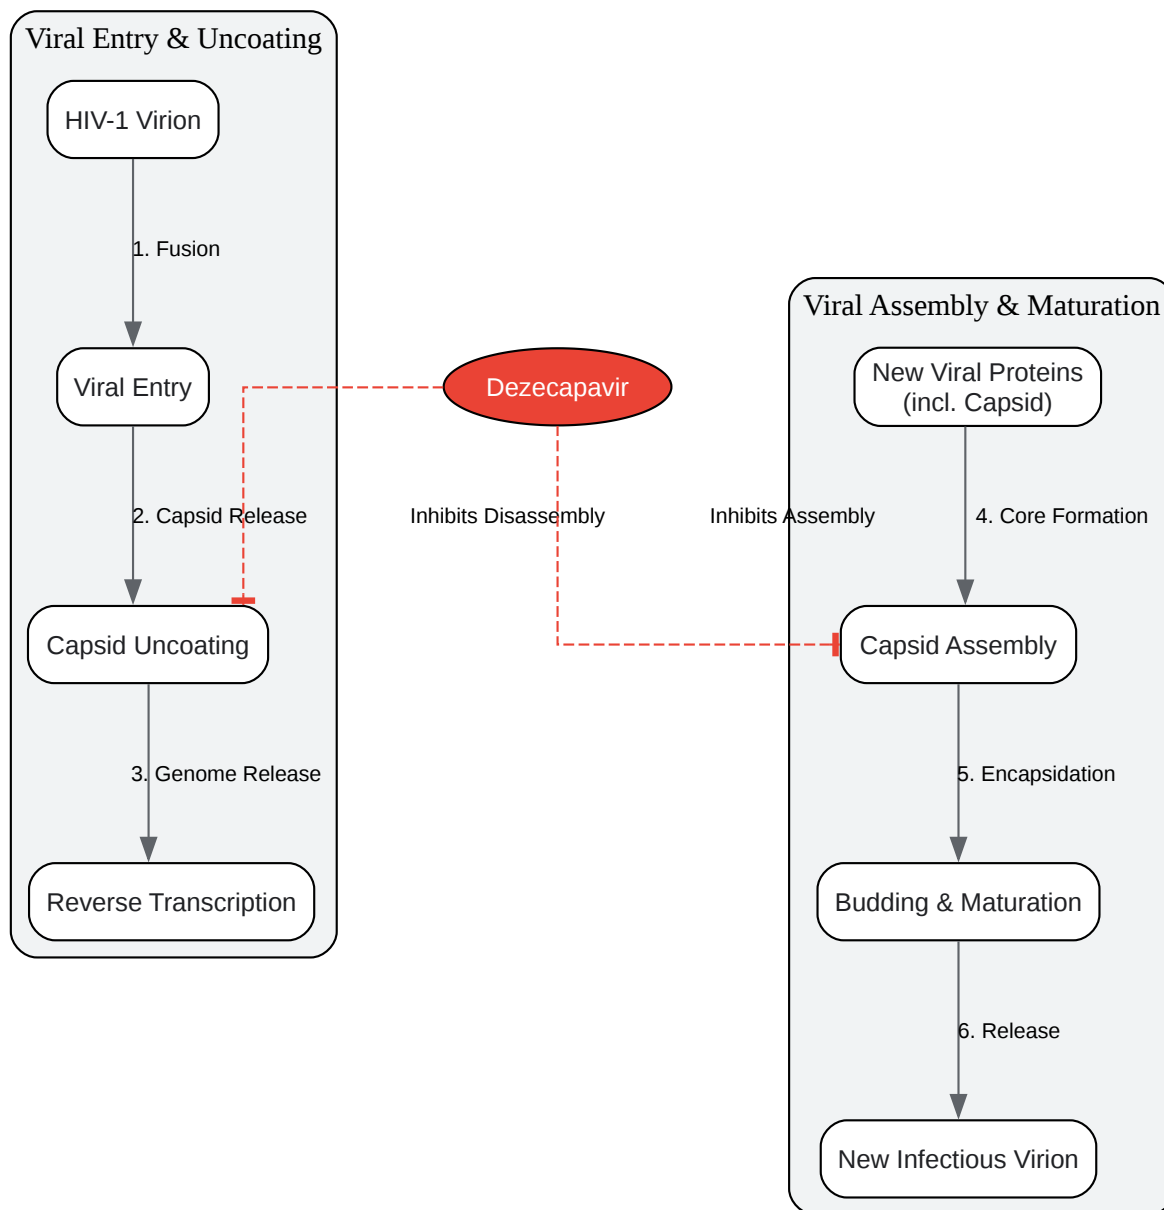 Viral Entry & Uncoating
HIV-1 Virion
1. Fusion
Viral Entry
2. Capsid Release
Capsid Uncoating
3. Genome Release
Reverse Transcription
Dezecapavir
Inhibits Disassembly
Inhibits Assembly
Viral Assembly & Maturation
New Viral Proteins
(incl. Capsid)
4. Core Formation
Capsid Assembly
5. Encapsidation
Budding & Maturation
6. Release
New Infectious Virion